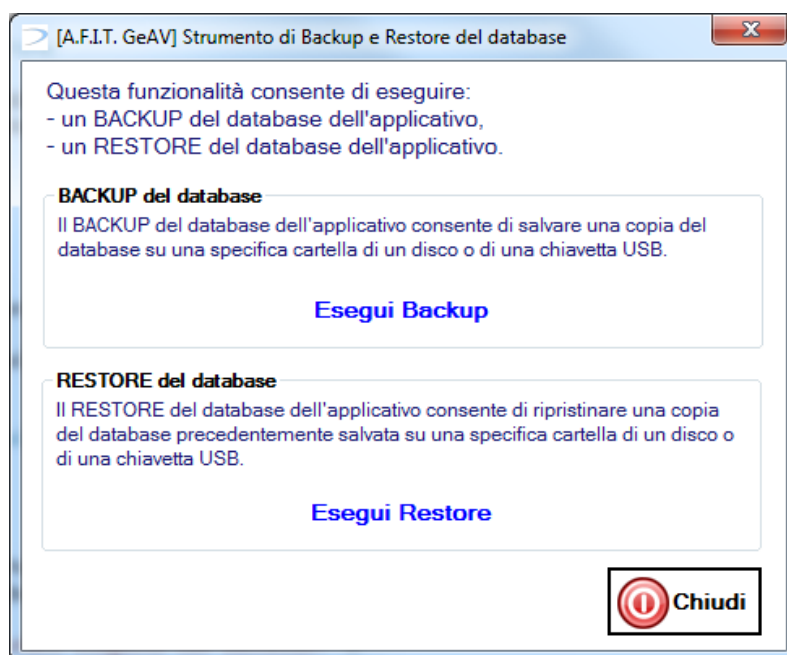 [A.F.I.T. GeAV] Strumento di Backup e Restore del database
Questa funzionalità consente di eseguire:
- un BACKUP del database dell'applicativo,
- un RESTORE del database dell'applicativo.
BACKUP del database
Il BACKUP del database dell'applicativo consente di salvare una copia del
database su una specifica cartella di un disco o di una chiavetta USB.
Esegui Backup
RESTORE del database
Il RESTORE del database dell'applicativo consente di ripristinare una copia
del database precedentemente salvata su una specifica cartella di un disco o
di una chiavetta USB.
Esegui Restore
Chiudi